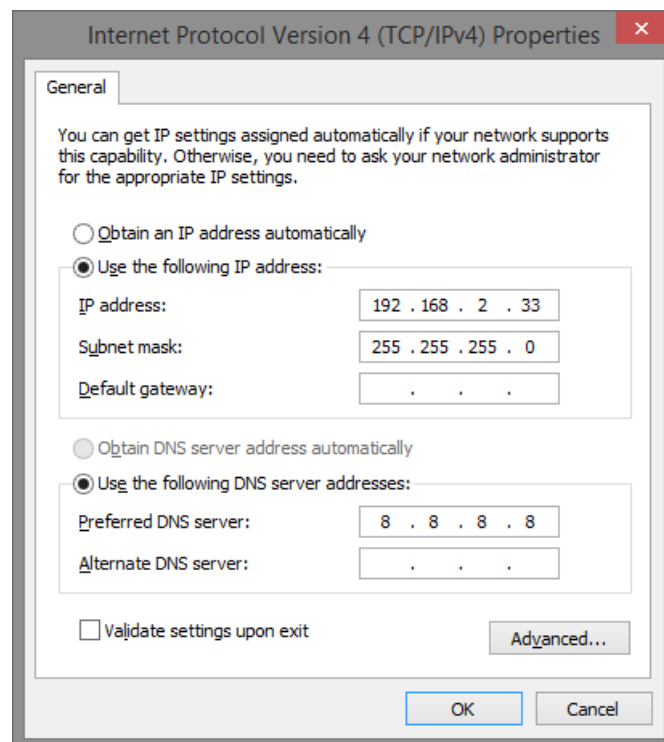 Internet Protocol Version 4 (TCP/IPv4) Properties
General
You can get IP settings assigned automatically if your network supports
this capability. Otherwise, you need to ask your network administrator
for the appropriate IP settings.
Obtain an IP address automatically
Use the following IP address:
IP address: 192 . 168 . 2 . 33
Subnet mask: 255 . 255 . 255 . 0
Default gateway: . . .
Obtain DNS server address automatically
Use the following DNS server addresses:
Preferred DNS server: 8 . 8 . 8 . 8
Alternate DNS server: . . .
Validate settings upon exit
Advanced...
OK Cancel